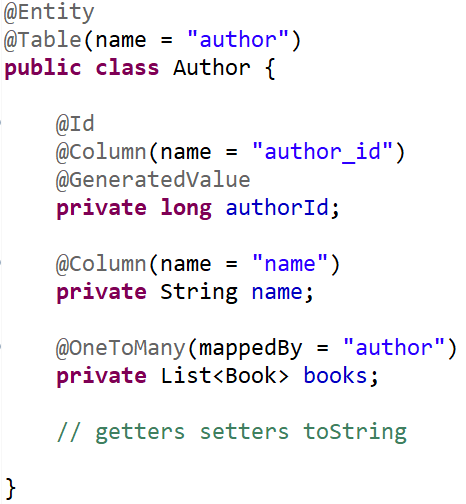 @Entity
@Table(name = "author")
public class Author {
@Id
@Column(name = "author_id")
@GeneratedValue
private long authorId;
@Column(name = "name")
private String name;
@OneToMany(mappedBy = "author")
private List<Book> books;
// getters setters toString
}